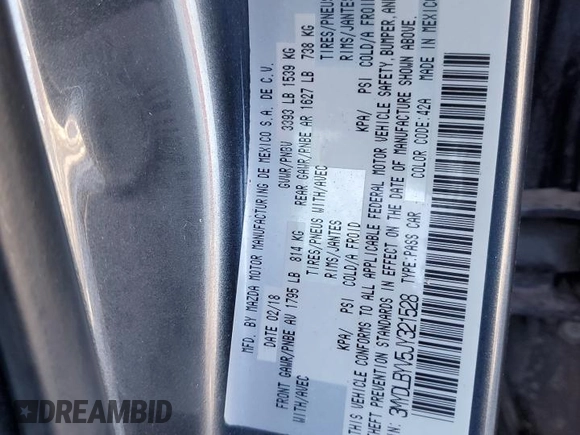 MFD. BY MAZDA MOTOR MANUFACTURING DE MEXICO S.A. DE C.V.
DATE 02/18 GVWR/PNBV 3393 LB 1539 KG
FRONT GAWR/PNBE AV 1795 LB 814 KG REAR GAWR/PNBE AR 1627 LB 738 KG
WITH/AVEC TIRES/PNEUS WITH/AVEC TIRES/PNEUS
RIMS/JANTES RIMS/JANTES
KPA/ PSI COLD/A FROID KPA/ PSI COLD/A FROID
THIS VEHICLE CONFORMS TO ALL APPLICABLE FEDERAL MOTOR VEHICLE SAFETY, BUMPER, AN
THEFT PREVENTION STANDARDS IN EFFECT ON THE DATE OF MANUFACTURE SHOWN ABOVE.
N: 3MYDLBYV5JY321528 TYPE: PASS CAR COLOR CODE: 42A MADE IN MEXICO
DREAMBID